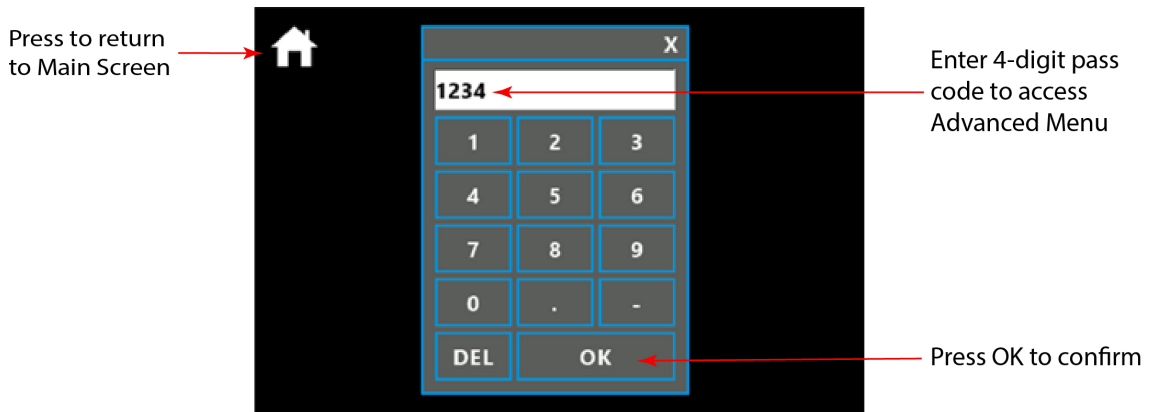 Press to return
to Main Screen
X
1234
Enter 4-digit pass
code to access
Advanced Menu
1 2 3
4 5 6
7 8 9
0 . -
DEL OK
Press OK to confirm